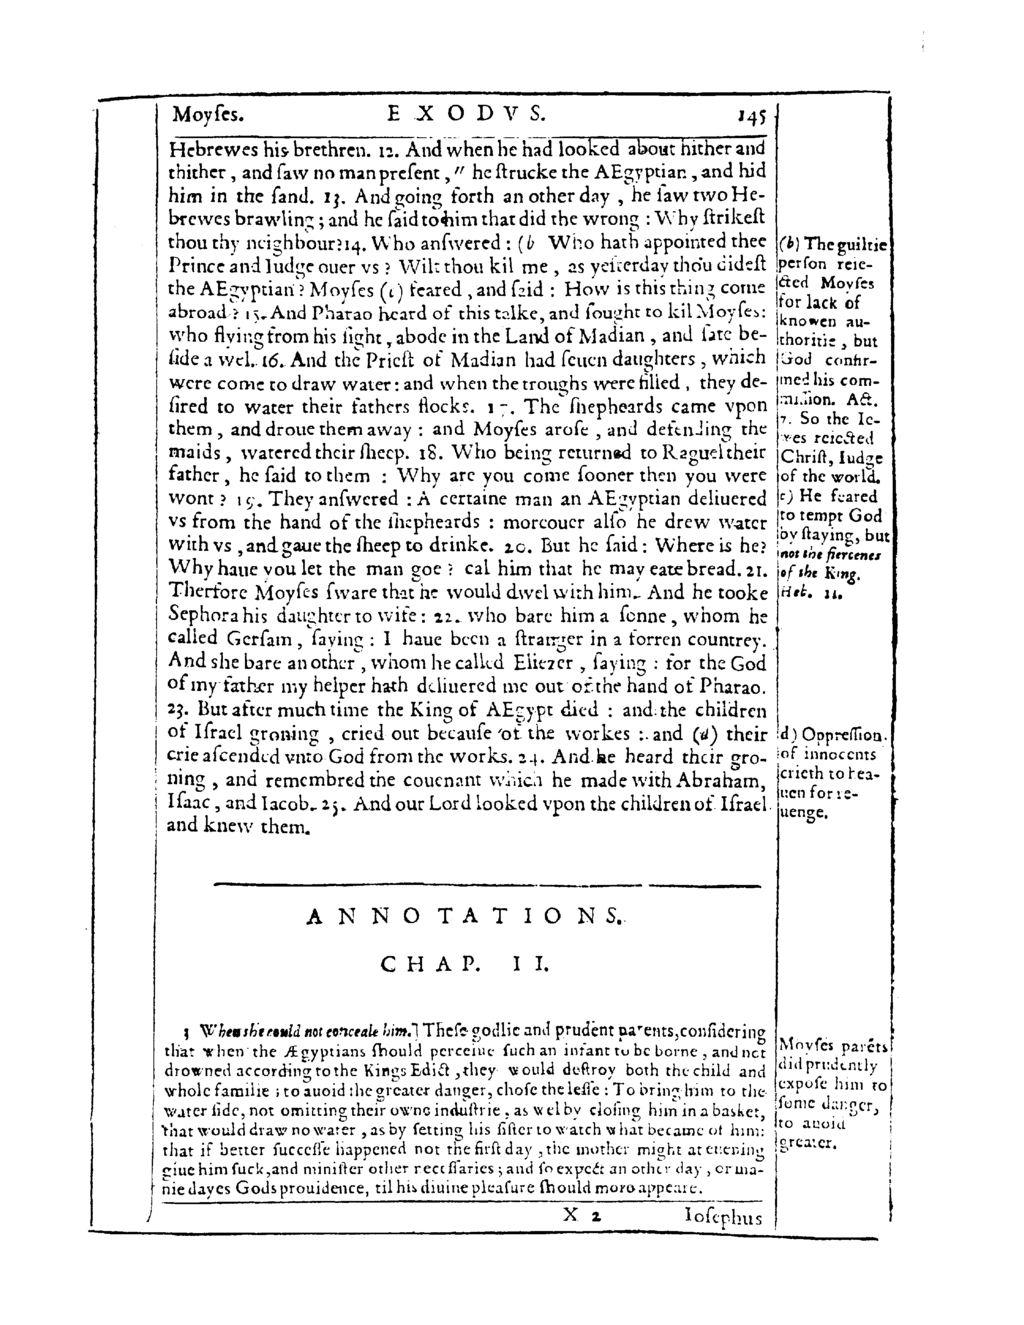 Moyſes. E X O D V S. 145
Hebrewes his brethren. 12. And when he had looked about hither and
thither, and ſaw no man preſent, " he ſtrucke the AEgyptian, and hid
him in the ſand. 13. And going forth an other day, he ſaw two He-
brewes brawling; and he ſaid to him that did the wrong: Why ſtrikeſt
thou thy neighbour? 14. Who anſwered: (b Who hath appointed thee
Prince and Iudge ouer vs? Wilt thou kil me, as yeſterday thou dideſt
the AEgyptian? Moyſes (c) feared, and ſaid: How is this thing come
abroad? 15. And Pharao heard of this talke, and ſought to kil Moyſes:
who flying from his ſight, abode in the Land of Madian, and ſate be-
ſide a wel. 16. And the Prieſt of Madian had ſeuen daughters, which
were come to draw water: and when the troughs were filled, they de-
ſired to water their fathers flocks. 17. The ſhepheards came vpon
them, and droue them away: and Moyſes aroſe, and defending the
maids, watered their ſheep. 18. Who being returned to Raguel their
father, he ſaid to them: Why are you come ſooner then you were
wont? 19. They anſwered: A certaine man an AEgyptian deliuered
vs from the hand of the ſhepheards: moreouer alſo he drew water
with vs, and gaue the ſheep to drinke. 20. But he ſaid: Where is he?
Why haue you let the man goe? cal him that he may eate bread. 21.
Therfore Moyſes ſware that he would dwel with him. And he tooke
Sephora his daughter to wife: 22. who bare him a ſonne, whom he
called Gerſam, ſaying: I haue been a ſtranger in a forren countrey.
And she bare an other, whom he called Eliezer, ſaying: for the God
of my father my helper hath deliuered me out of the hand of Pharao.
23. But after much time the King of AEgypt died: and the children
of Iſrael groning, cried out becauſe of the workes: and (d) their
crie aſcended vnto God from the works. 24. And he heard their gro-
ning, and remembred the couenant which he made with Abraham,
Iſaac, and Iacob. 25. And our Lord looked vpon the children of Iſrael
and knew them.
(b) The guiltie
perſon reie-
cted Moyſes
for lack of
knowen au-
thoritie, but
God confir-
med his com-
miſſion. Act.
7. So the Ie-
wes reiected
Chriſt, Iudge
of the world.
c) He feared
to tempt God
by ſtaying, but
not the fiercenes
of the King.
Heb. 11.
d) Oppreſſion
of innocents
crieth to hea-
uen for re-
uenge.
A N N O T A T I O N S.
C H A P. I I.
3 When she could not conceale him.] Theſe godlie and prudent parents, conſidering
that when the Ægyptians ſhould perceiue ſuch an infant to be borne, and not
drowned according to the Kings Edict, they would deſtroy both the child and
whole familie; to auoid the greater danger, choſe the leſſe: To bring him to the
water ſide, not omitting their owne induſtrie, as wel by cloſing him in a basket,
that would draw no water, as by ſetting his ſiſter to watch what became of him:
that if better ſucceſſe happened not the firſt day, the mother might at euening
giue him ſuck, and miniſter other neceſſaries; and ſo expect an other day, or ma-
nie dayes Gods prouidence, til his diuine pleaſure ſhould more appeare.
Moyſes parẽts
did prudently
expoſe him to
ſome danger,
to auoid
greater.
X 2 Ioſephus